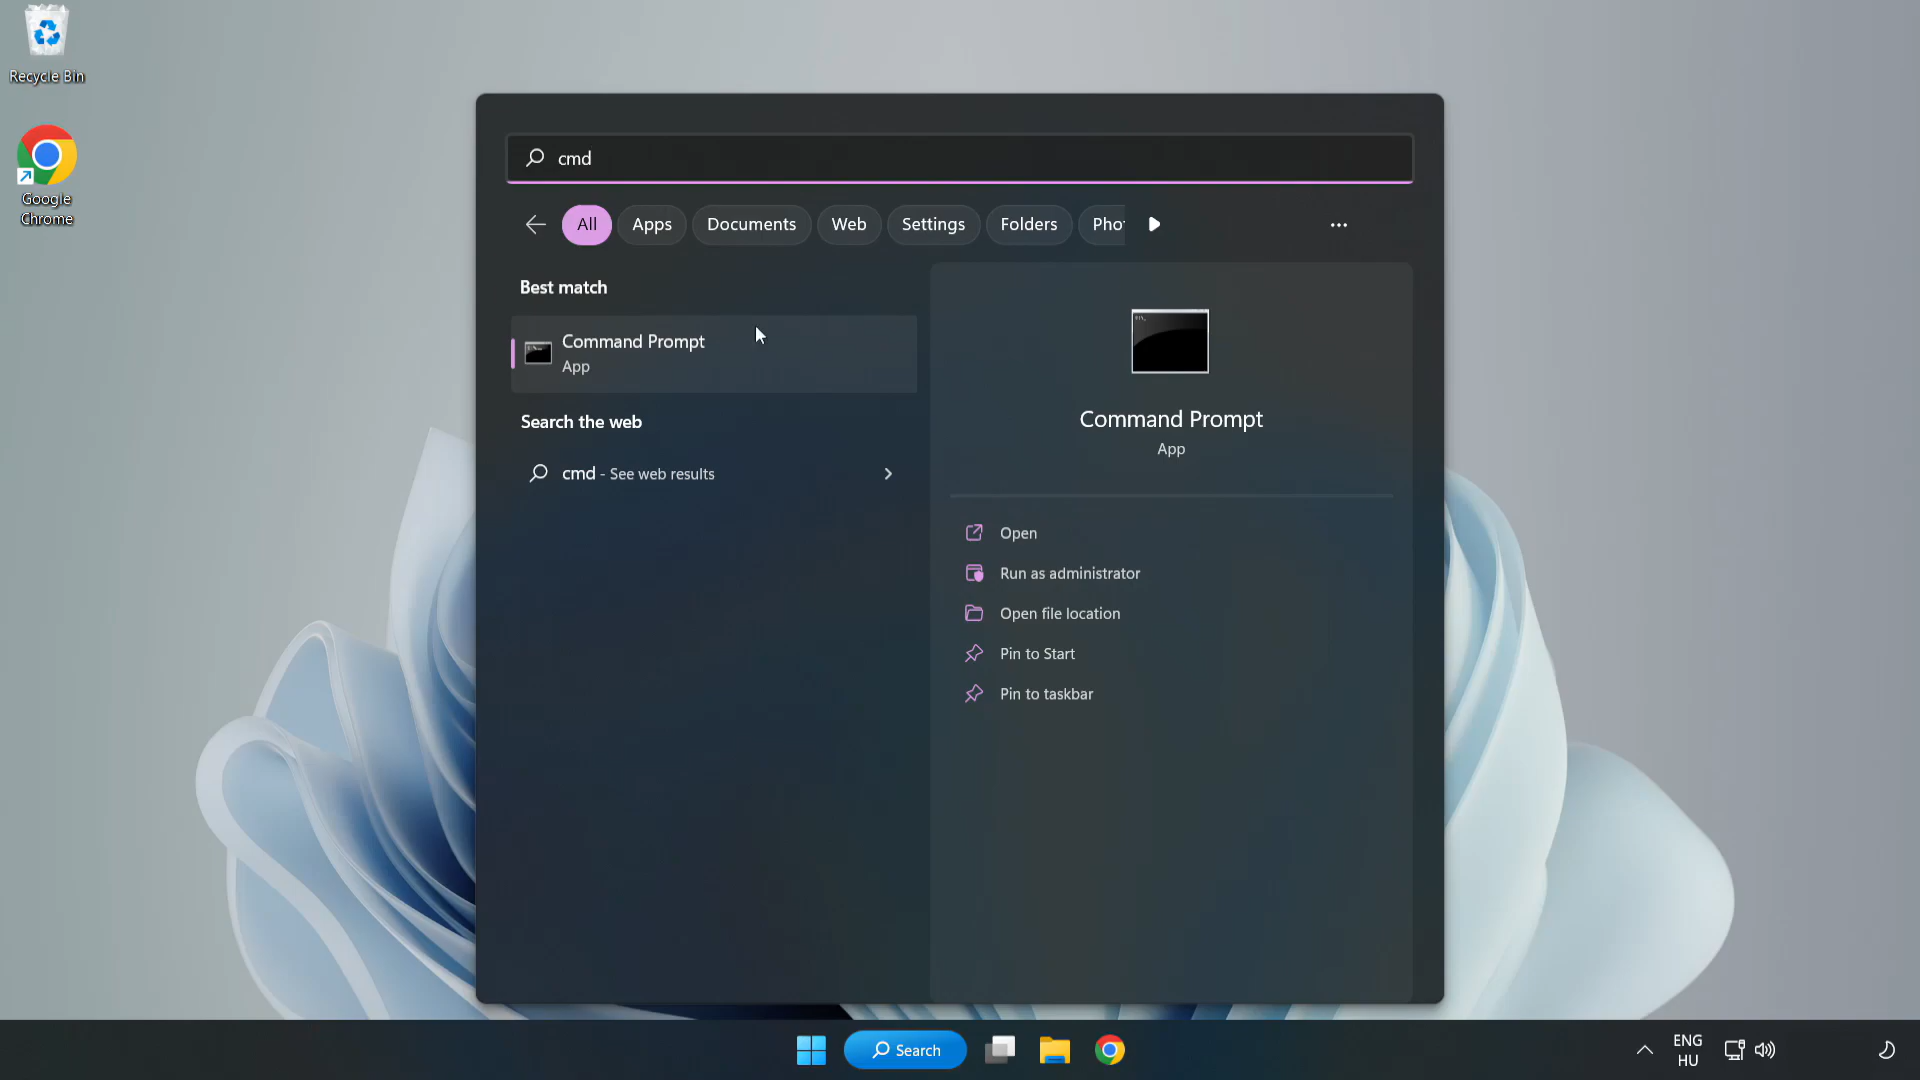 Recycle Bin
Google
Chrome
cmd
All
Apps
Documents
Web
Settings
Folders
Pho
Best match
Command Prompt
App
Search the web
cmd - See web results
Command Prompt
App
Open
Run as administrator
Open file location
Pin to Start
Pin to taskbar
Search
ENG
HU